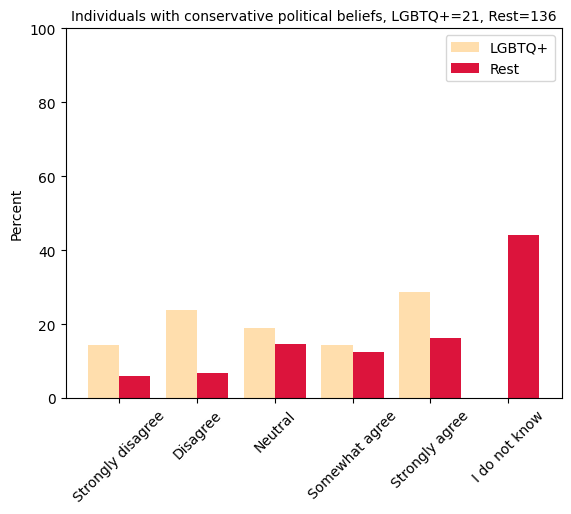 Individuals with conservative political beliefs, LGBTQ+=21, Rest=136
100
80
60
40
20
0
Percent
LGBTQ+
Rest
Strongly disagree
Disagree
Neutral
Somewhat agree
Strongly agree
I do not know